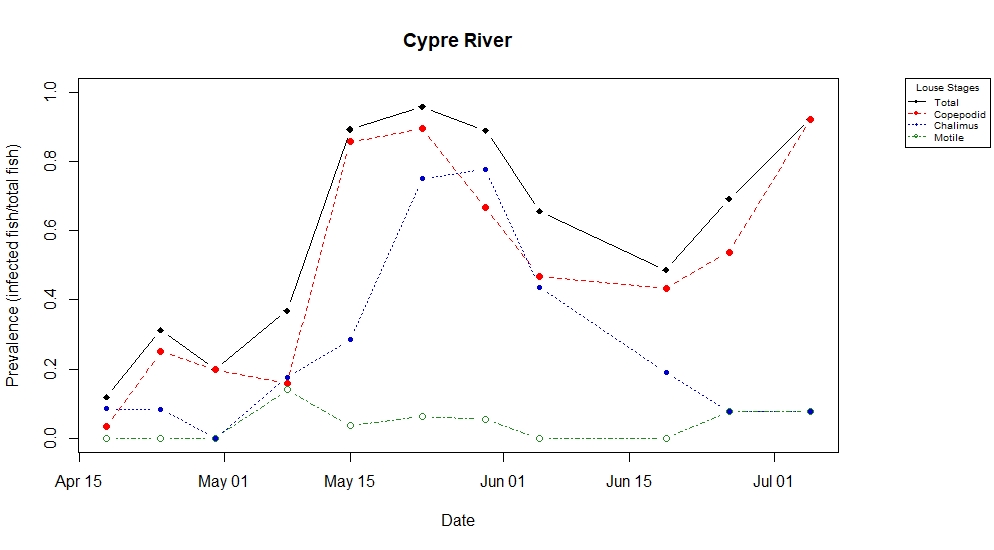 Cypre River
Louse Stages
Total
Copepodid
Chalimus
Motile
Prevalence (infected fish/total fish)
1.0
0.8
0.6
0.4
0.2
0.0
Apr 15 May 01 May 15 Jun 01 Jun 15 Jul 01
Date